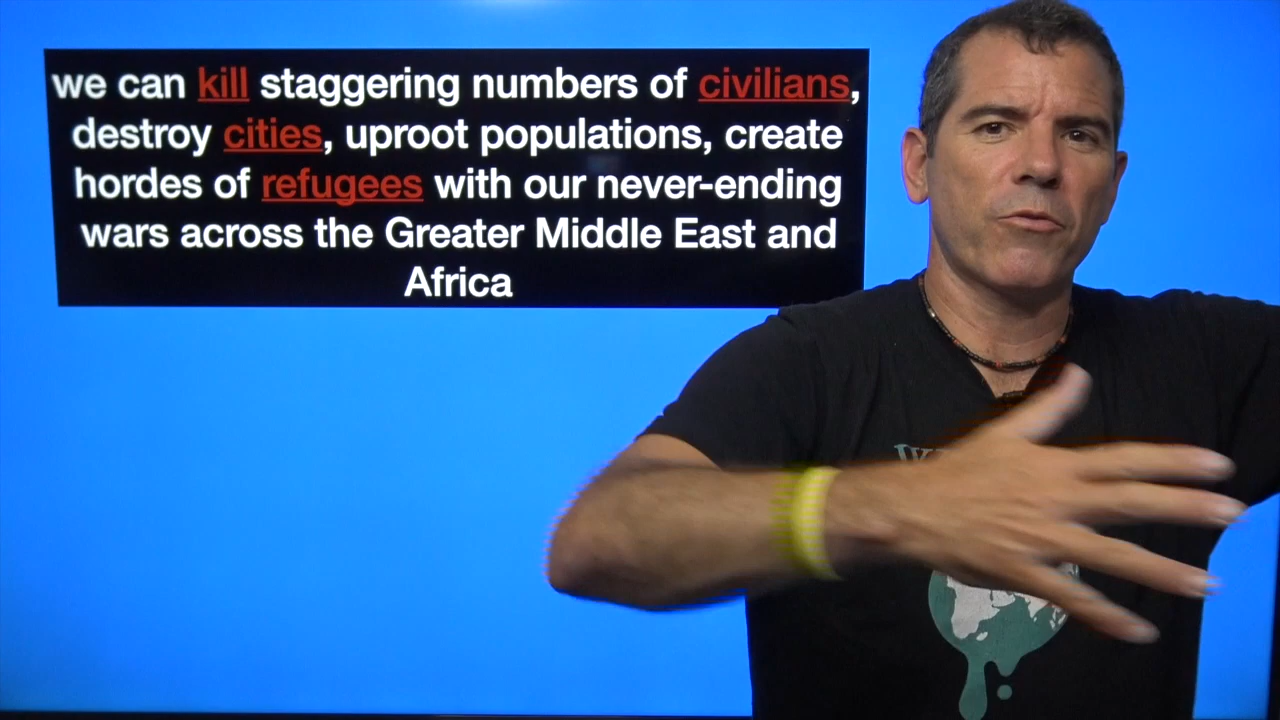 we can kill staggering numbers of civilians,
destroy cities, uproot populations, create
hordes of refugees with our never-ending
wars across the Greater Middle East and
Africa